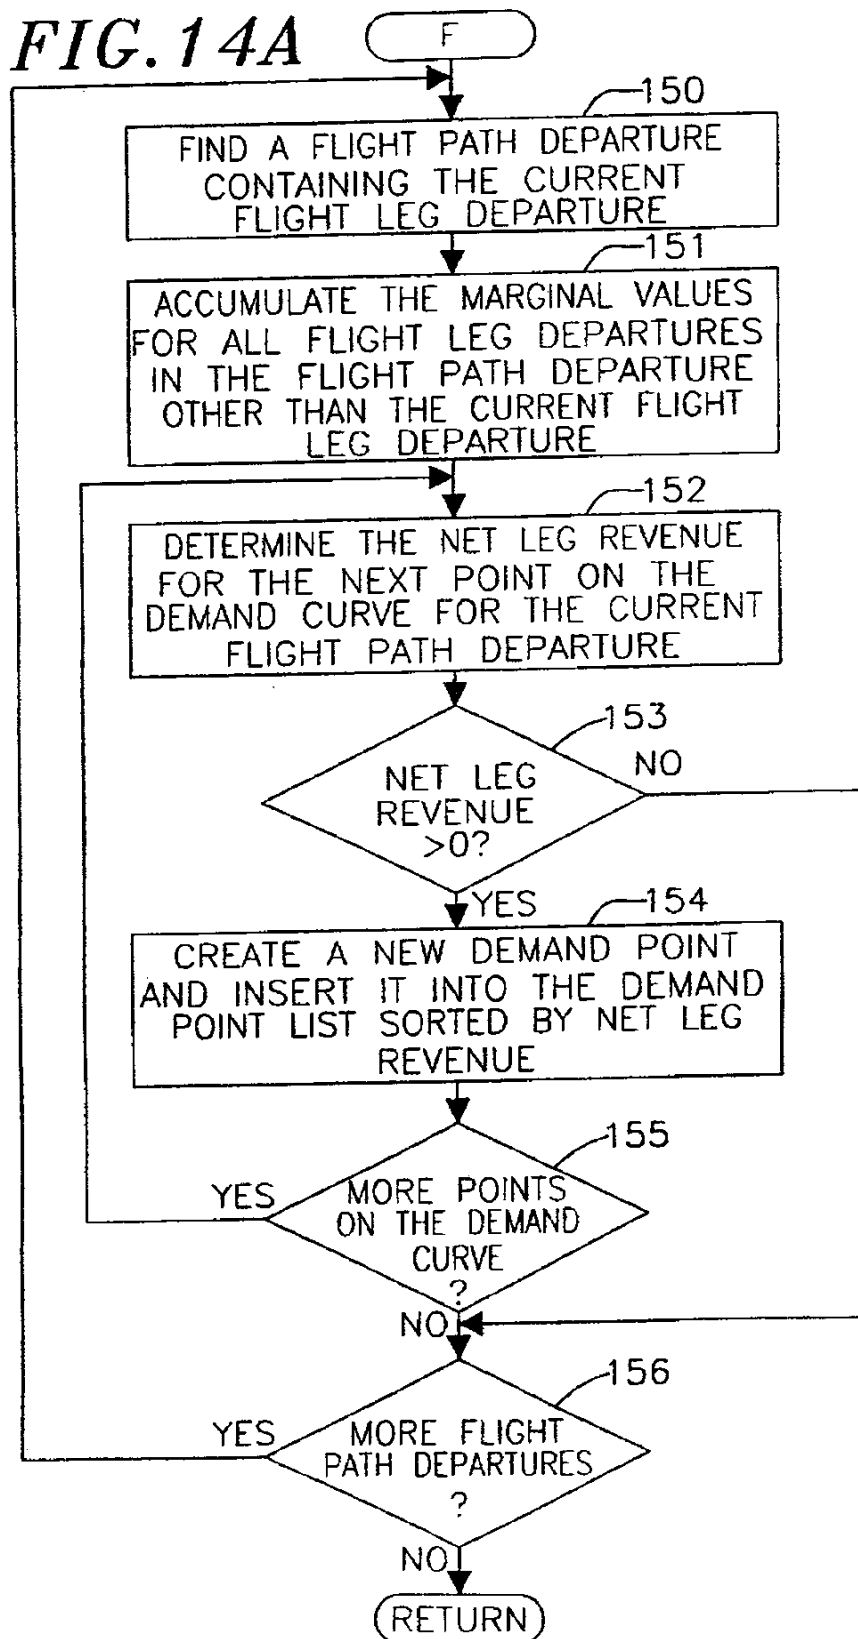 FIG.14A
F
150
FIND A FLIGHT PATH DEPARTURE
CONTAINING THE CURRENT
FLIGHT LEG DEPARTURE
151
ACCUMULATE THE MARGINAL VALUES
FOR ALL FLIGHT LEG DEPARTURES
IN THE FLIGHT PATH DEPARTURE
OTHER THAN THE CURRENT FLIGHT
LEG DEPARTURE
152
DETERMINE THE NET LEG REVENUE
FOR THE NEXT POINT ON THE
DEMAND CURVE FOR THE CURRENT
FLIGHT PATH DEPARTURE
153
NO
NET LEG
REVENUE
>0?
YES
154
CREATE A NEW DEMAND POINT
AND INSERT IT INTO THE DEMAND
POINT LIST SORTED BY NET LEG
REVENUE
155
YES
MORE POINTS
ON THE DEMAND
CURVE
?
NO
156
YES
MORE FLIGHT
PATH DEPARTURES
?
NO
RETURN